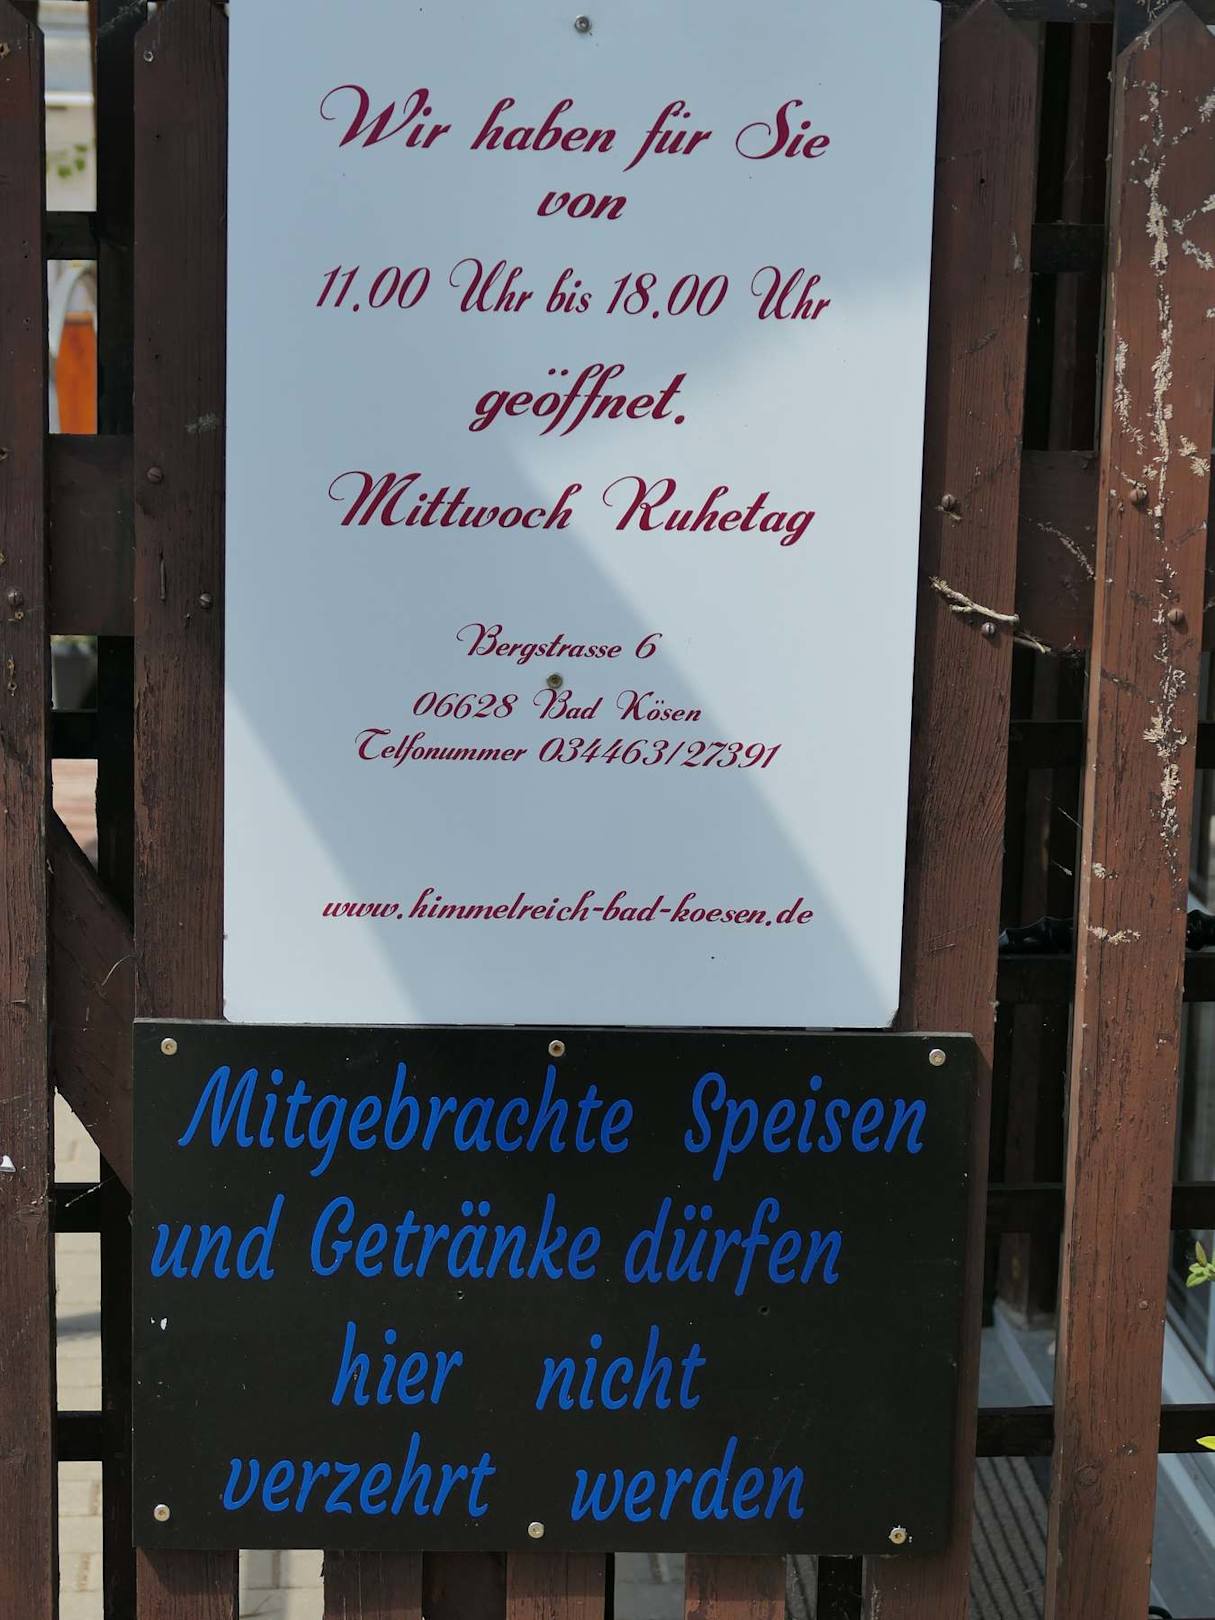 Wir haben für Sie
von
11.00 Uhr bis 18.00 Uhr
geöffnet.
Mittwoch Ruhetag
Bergstrasse 6
06628 Bad Kösen
Telfonummer 034463/27391
www.himmelreich-bad-koesen.de
Mitgebrachte Speisen
und Getränke dürfen
hier nicht
verzehrt werden